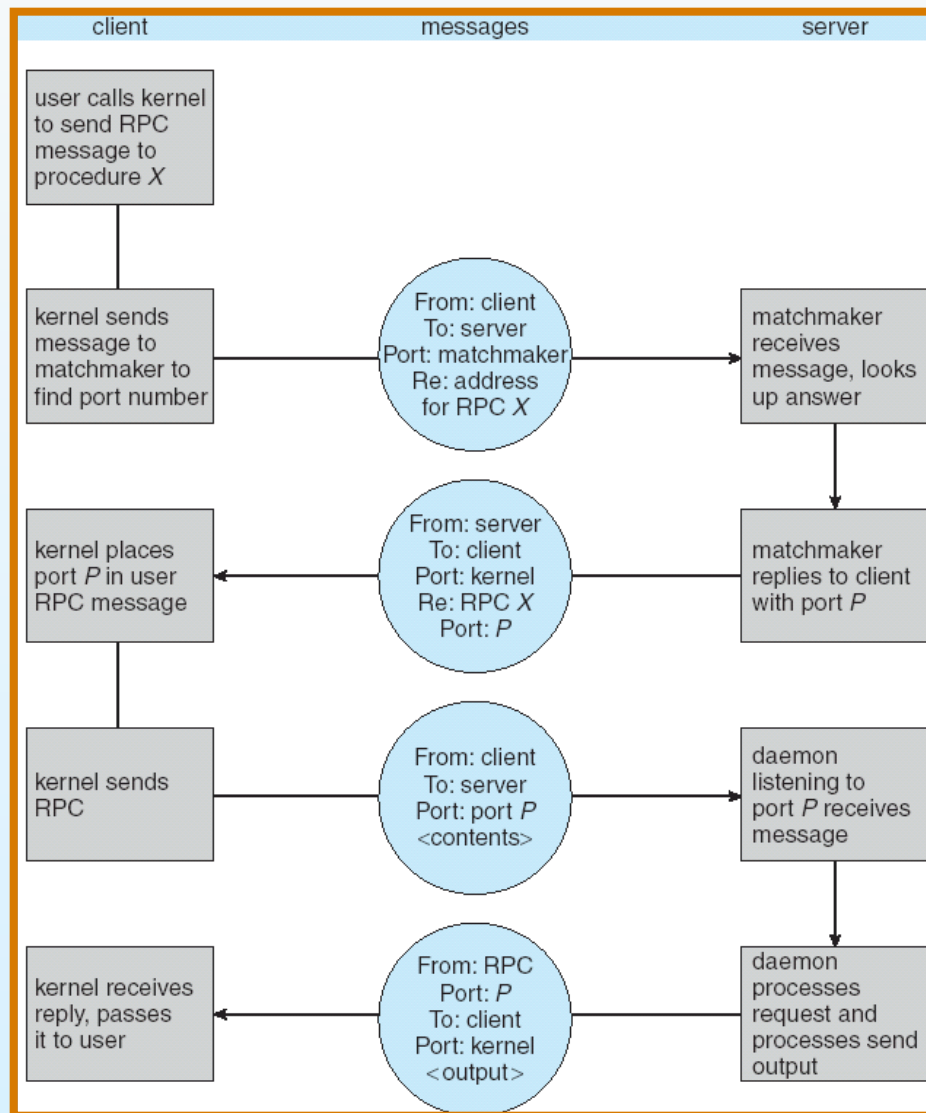 client messages server
user calls kernel
to send RPC
message to
procedure X
kernel sends
message to
matchmaker to
find port number
From: client
To: server
Port: matchmaker
Re: address
for RPC X
matchmaker
receives
message, looks
up answer
kernel places
port P in user
RPC message
From: server
To: client
Port: kernel
Re: RPC X
Port: P
matchmaker
replies to client
with port P
kernel sends
RPC
From: client
To: server
Port: port P
<contents>
daemon
listening to
port P receives
message
kernel receives
reply, passes
it to user
From: RPC
Port: P
To: client
Port: kernel
<output>
daemon
processes
request and
processes send
output